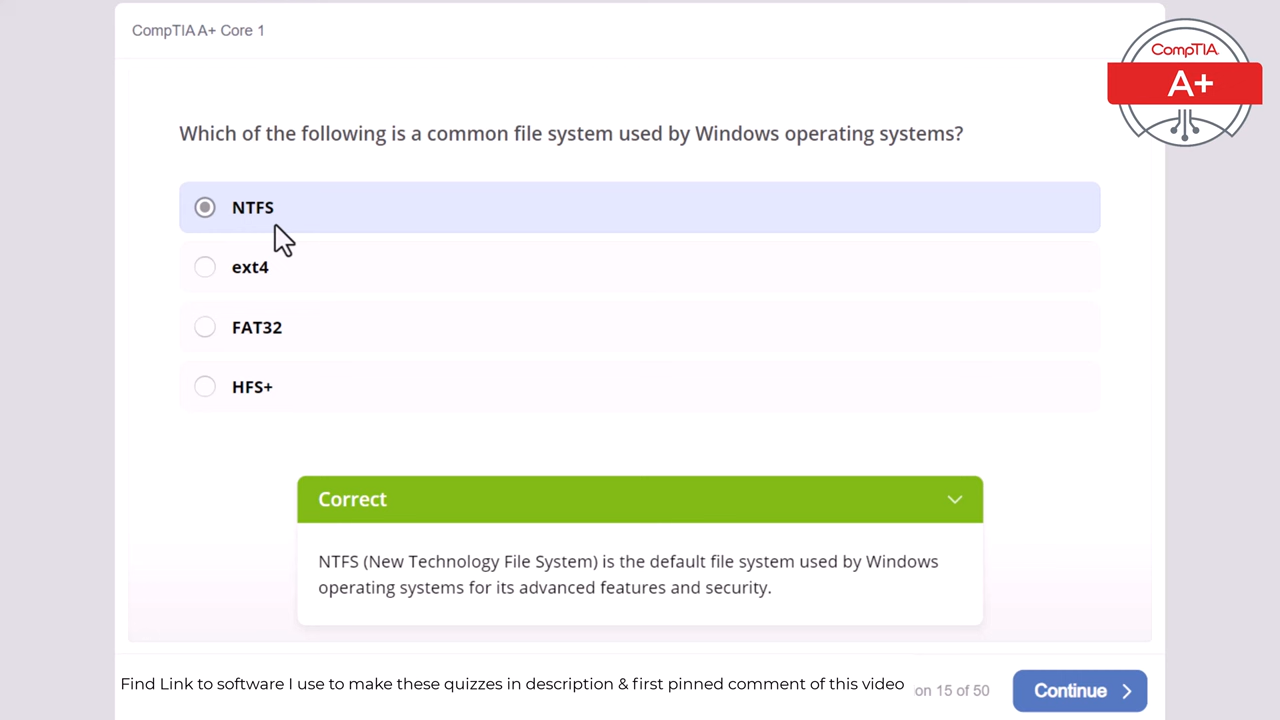 CompTIA A+ Core 1
CompTIA.
A+
Which of the following is a common file system used by Windows operating systems?
NTFS
ext4
FAT32
HFS+
Correct
NTFS (New Technology File System) is the default file system used by Windows
operating systems for its advanced features and security.
Find Link to software I use to make these quizzes in description & first pinned comment of this video
on 15 of 50
Continue